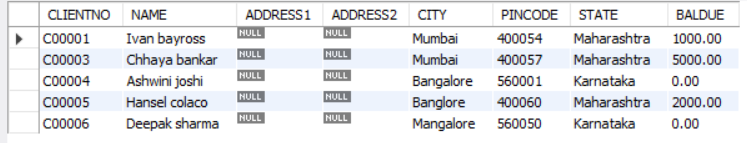 CLIENTNO NAME ADDRESS1 ADDRESS2 CITY PINCODE STATE BALDUE
C00001 Ivan bayross NULL NULL Mumbai 400054 Maharashtra 1000.00
C00003 Chhaya bankar NULL NULL Mumbai 400057 Maharashtra 5000.00
C00004 Ashwini joshi NULL NULL Bangalore 560001 Karnataka 0.00
C00005 Hansel colaco NULL NULL Banglore 400060 Maharashtra 2000.00
C00006 Deepak sharma NULL NULL Mangalore 560050 Karnataka 0.00